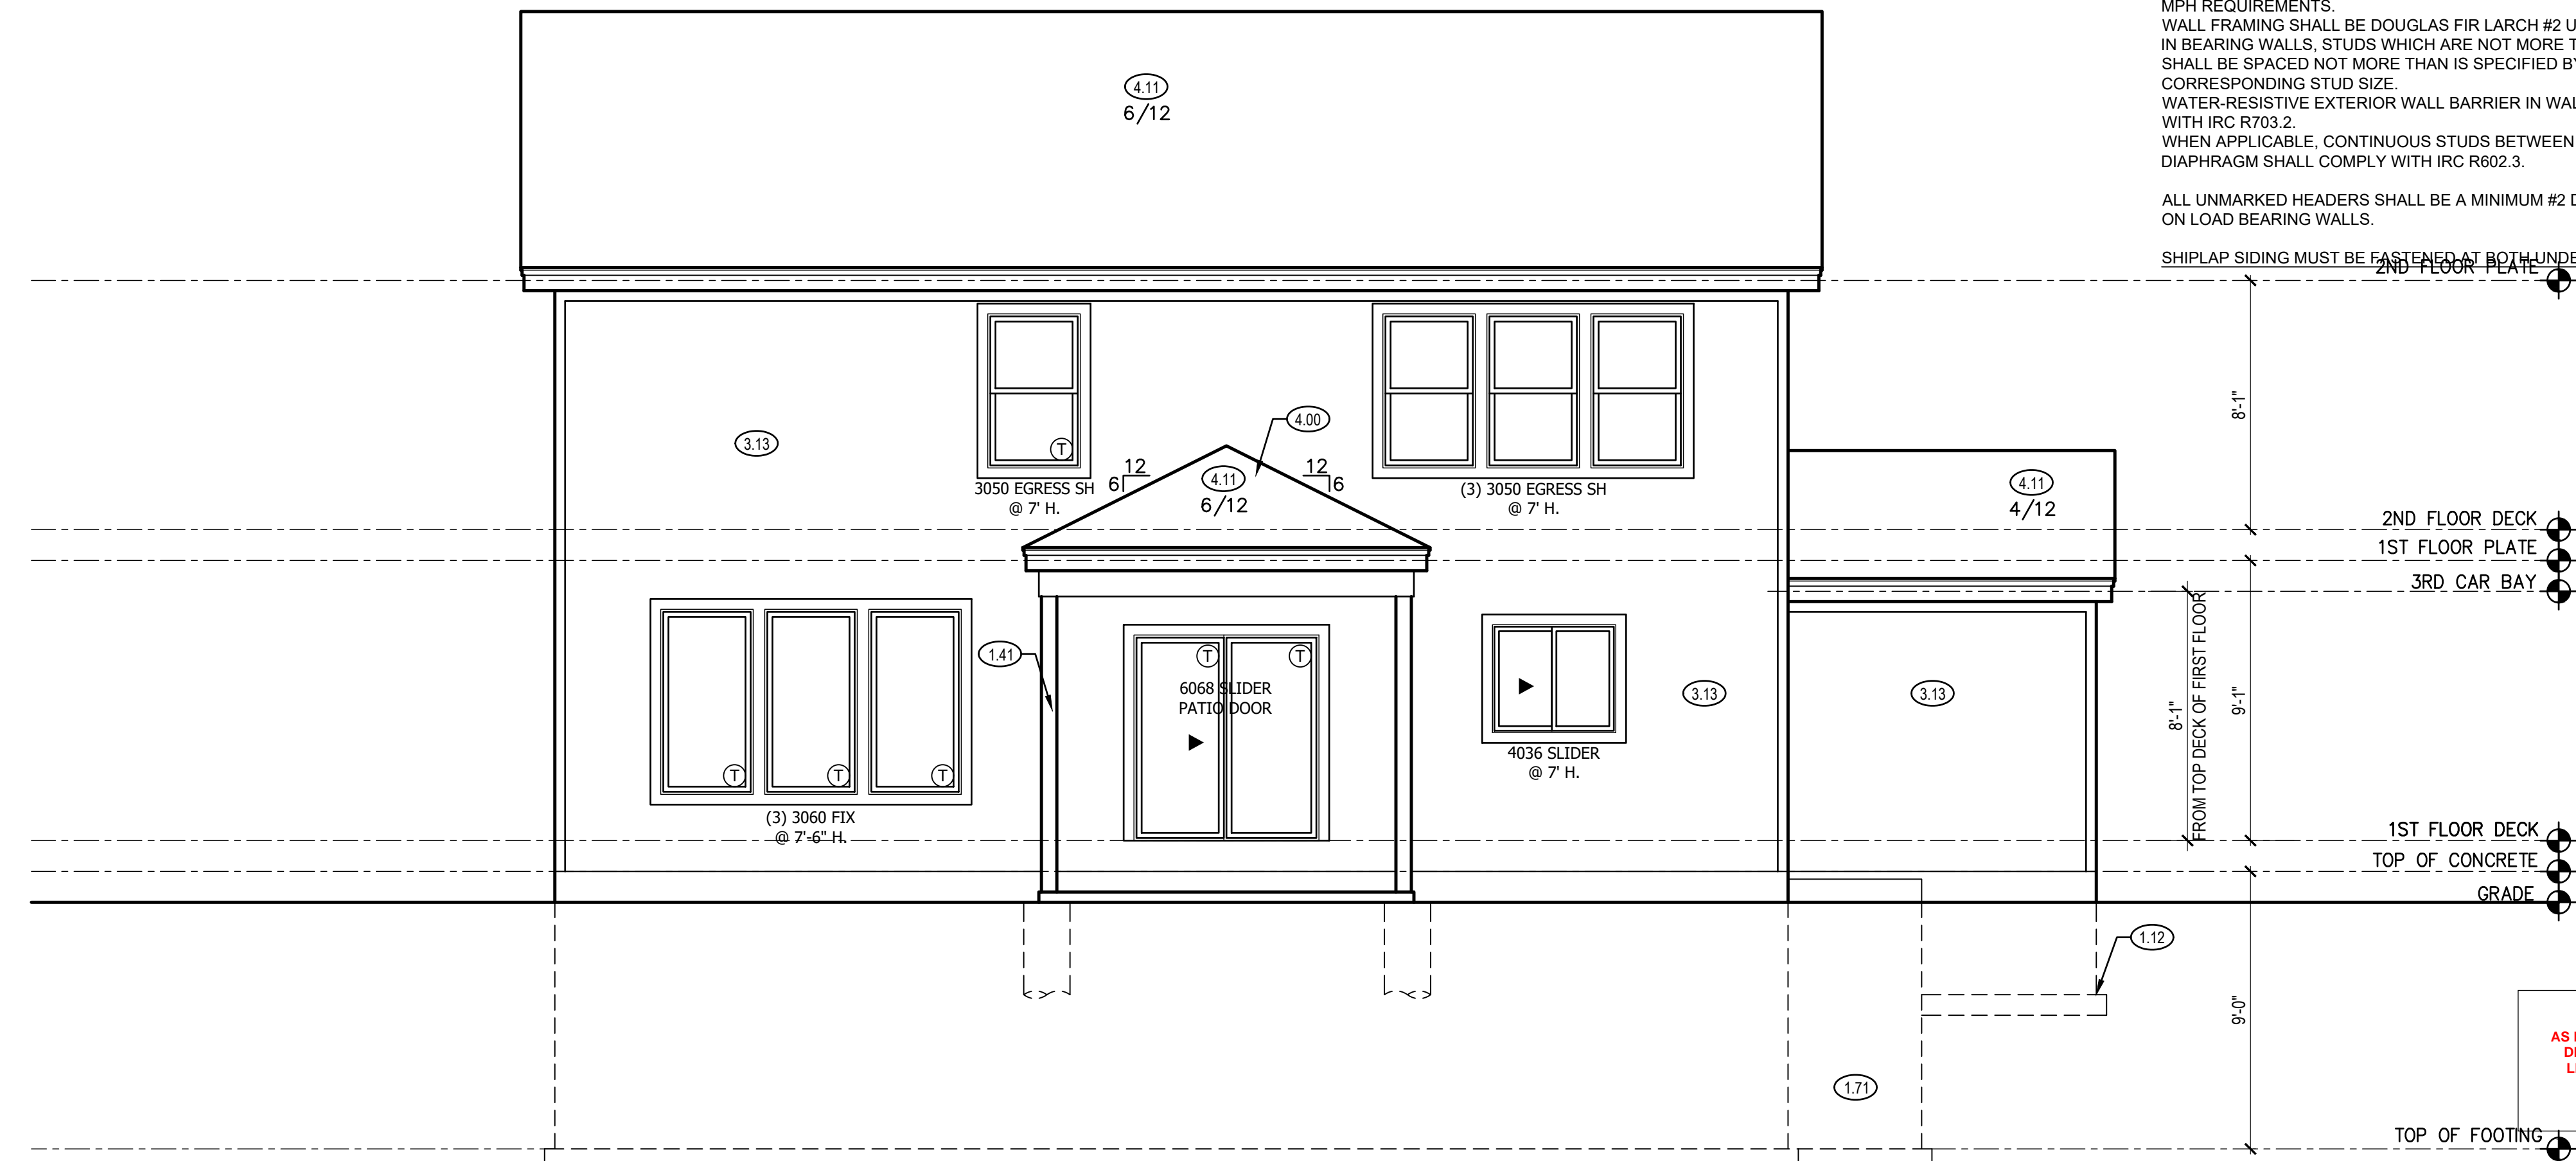 MPH REQUIREMENTS.
WALL FRAMING SHALL BE DOUGLAS FIR LARCH #2
IN BEARING WALLS, STUDS WHICH ARE NOT MORE
SHALL BE SPACED NOT MORE THAN IS SPECIFIED
CORRESPONDING STUD SIZE.
WATER-RESISTIVE EXTERIOR WALL BARRIER IN
WITH IRC R703.2.
WHEN APPLICABLE, CONTINUOUS STUDS BETWEEN
DIAPHRAGM SHALL COMPLY WITH IRC R602.3.
ALL UNMARKED HEADERS SHALL BE A MINIMUM #2
ON LOAD BEARING WALLS.
SHIPLAP SIDING MUST BE FASTENED AT BOTH
2ND FLOOR PLATE
4.11
6/12
3.13
T
3050 EGRESS SH
@ 7' H.
4.00
12
6
12
6
4.11
6/12
(3) 3050 EGRESS SH
@ 7' H.
4.11
4/12
8'-1"
2ND FLOOR DECK
1ST FLOOR PLATE
3RD CAR BAY
1.41
T
T
6068 SLIDER
PATIO DOOR
3.13
3.13
T
T
T
(3) 3060 FIX
@ 7'-6" H.
4036 SLIDER
@ 7' H.
8'-1"
FROM TOP DECK OF FIRST FLOOR
9'-1"
1ST FLOOR DECK
TOP OF CONCRETE
GRADE
1.12
9'-0"
1.71
AS
TOP OF FOOTING